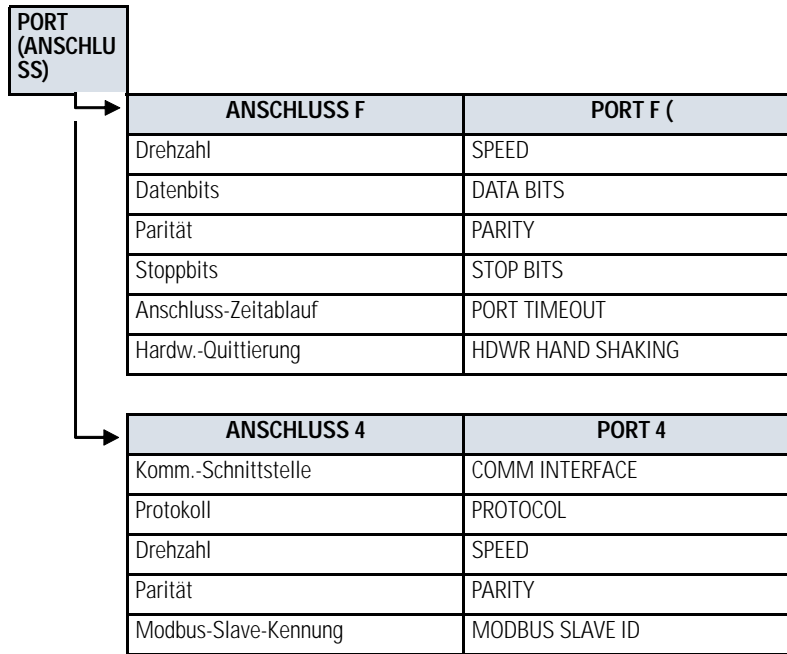 PORT
(ANSCHLU
SS)
ANSCHLUSS F PORT F (
Drehzahl SPEED
Datenbits DATA BITS
Parität PARITY
Stoppbits STOP BITS
Anschluss-Zeitablauf PORT TIMEOUT
Hardw.-Quittierung HDWR HAND SHAKING
ANSCHLUSS 4 PORT 4
Komm.-Schnittstelle COMM INTERFACE
Protokoll PROTOCOL
Drehzahl SPEED
Parität PARITY
Modbus-Slave-Kennung MODBUS SLAVE ID